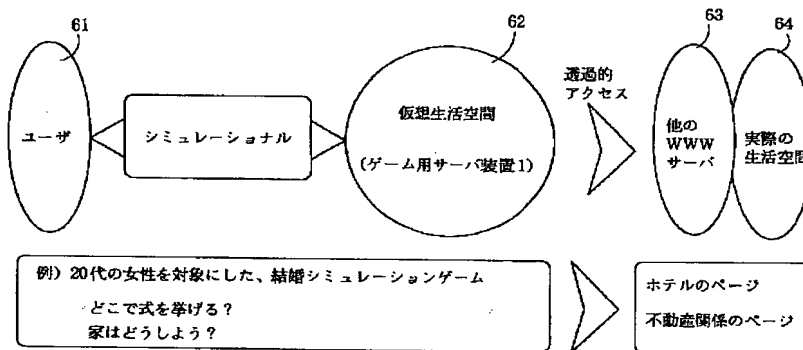 61
62
63
64
ユーザ
シミュレーショナル
仮想生活空間
(ゲーム用サーバ装置1)
透過的
アクセス
他の
WWW
サーバ
実際の
生活空間
例) 20代の女性を対象にした、結婚シミュレーションゲーム
どこで式を挙げる?
家はどうしよう?
ホテルのページ
不動産関係のページ